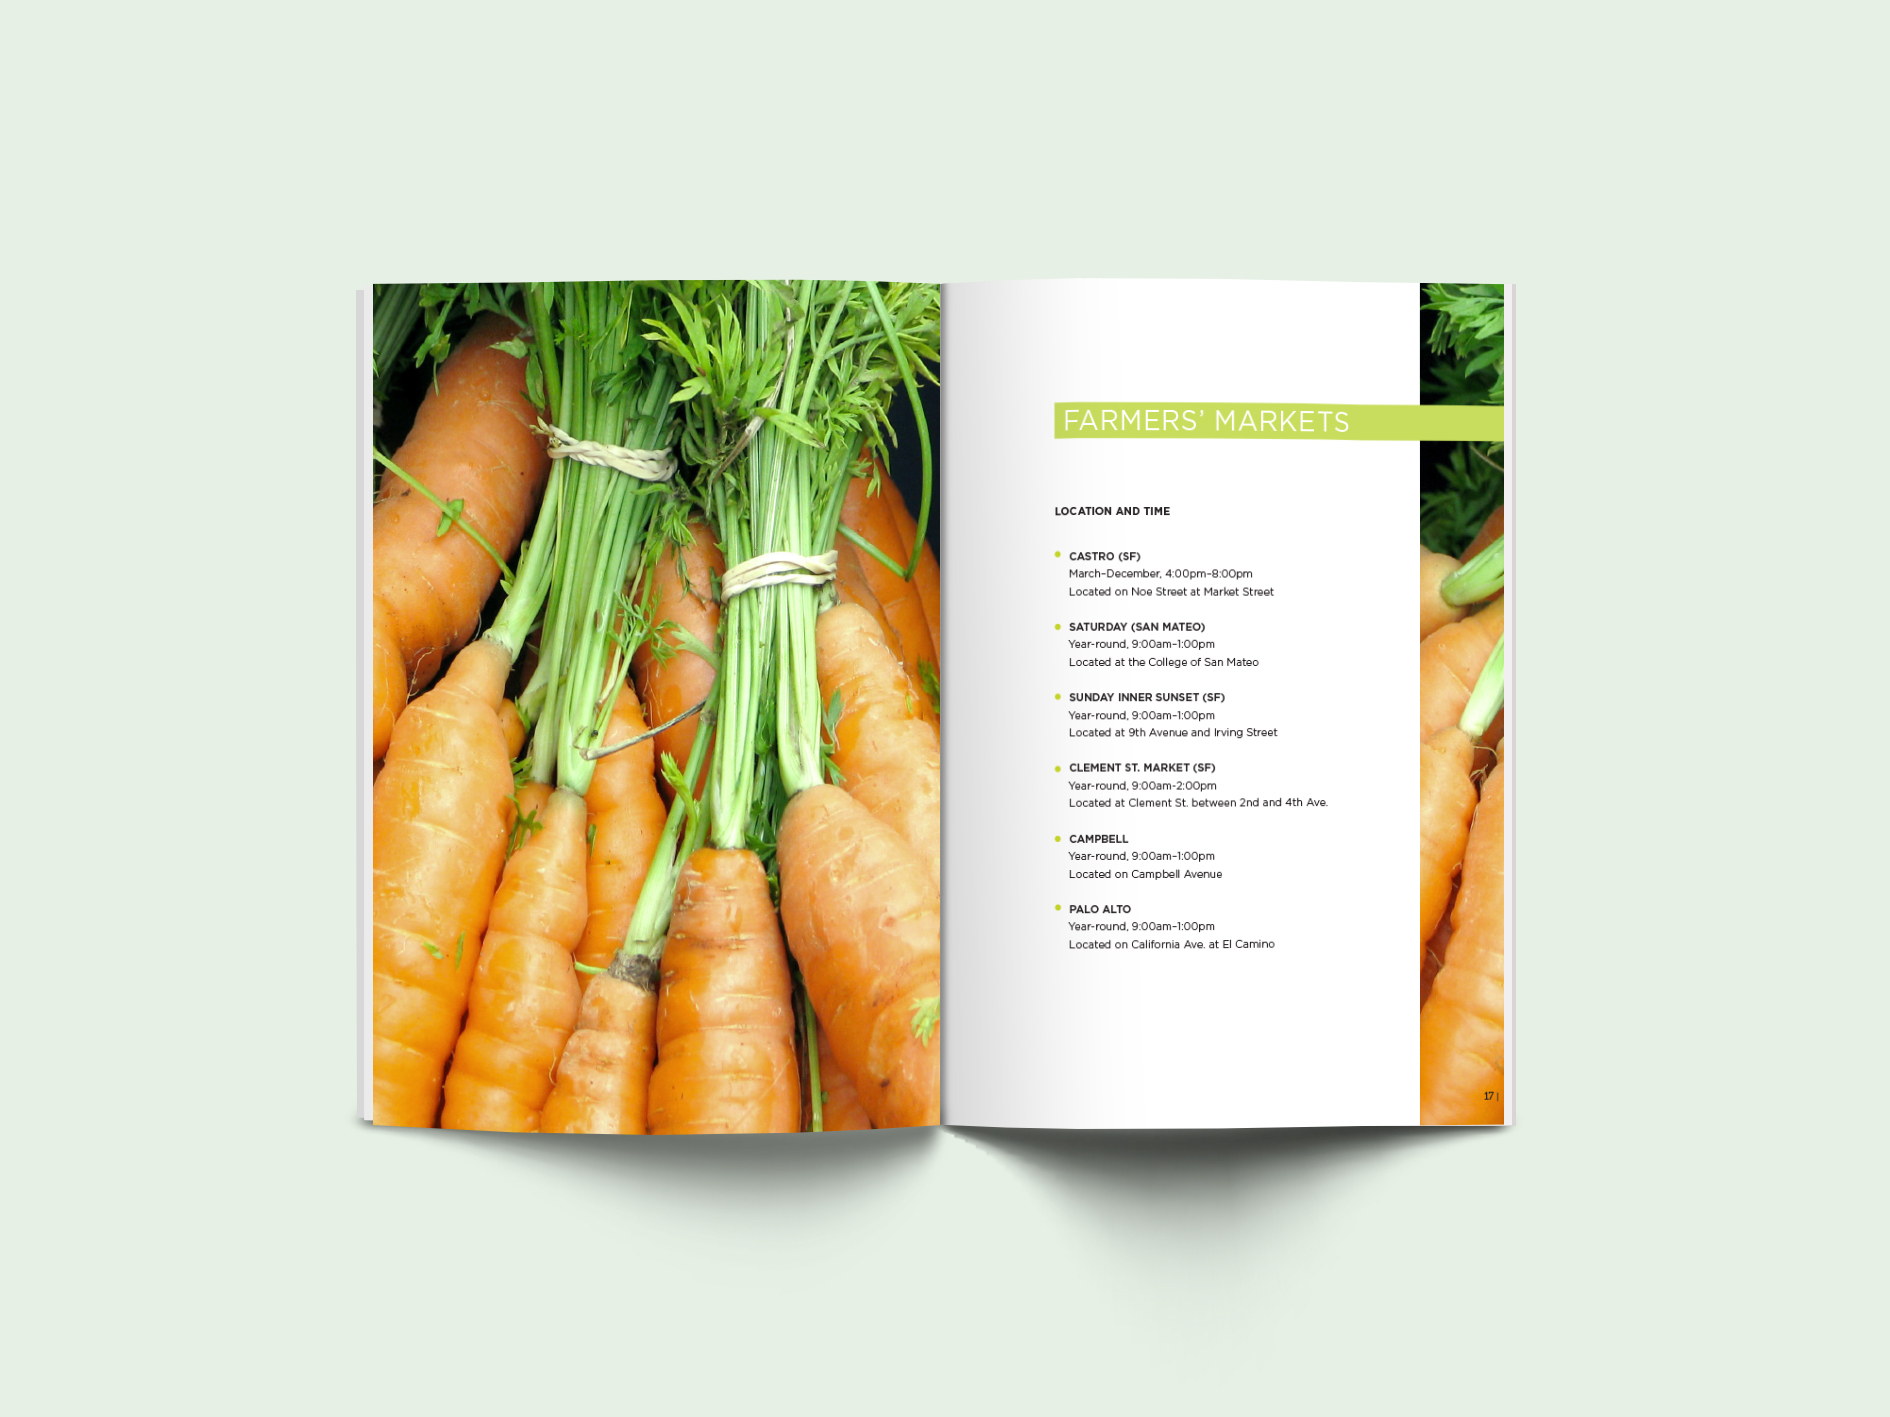 FARMERS’ MARKETS
LOCATION AND TIME
CASTRO (SF)
March–December, 4:00pm–8:00pm
Located on Noe Street at Market Street
SATURDAY (SAN MATEO)
Year-round, 9:00am–1:00pm
Located at the College of San Mateo
SUNDAY INNER SUNSET (SF)
Year-round, 9:00am–1:00pm
Located at 9th Avenue and Irving Street
CLEMENT ST. MARKET (SF)
Year-round, 9:00am-2:00pm
Located at Clement St. between 2nd and 4th Ave.
CAMPBELL
Year-round, 9:00am–1:00pm
Located on Campbell Avenue
PALO ALTO
Year-round, 9:00am–1:00pm
Located on California Ave. at El Camino
17 |